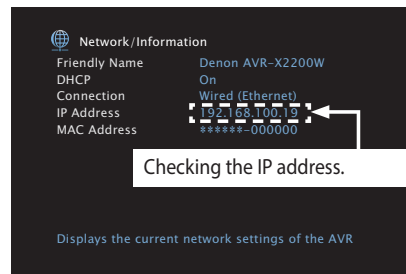 Network/Information
Friendly Name Denon AVR-X2200W
DHCP On
Connection Wired (Ethernet)
IP Address 192.168.100.19
MAC Address ******-000000
Checking the IP address.
Displays the current network settings of the AVR